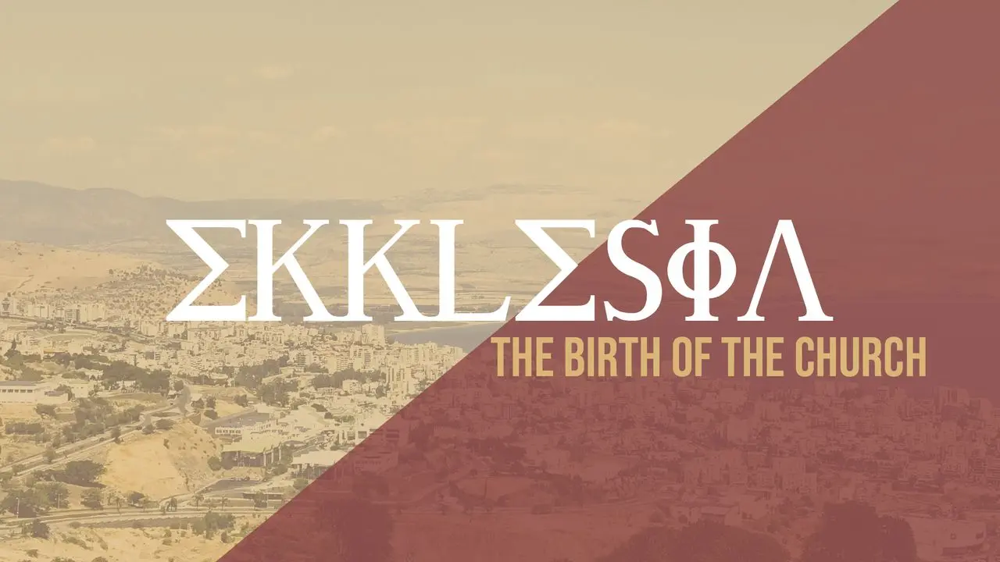 ΣKKLΣSΦΛ
THE BIRTH OF THE CHURCH